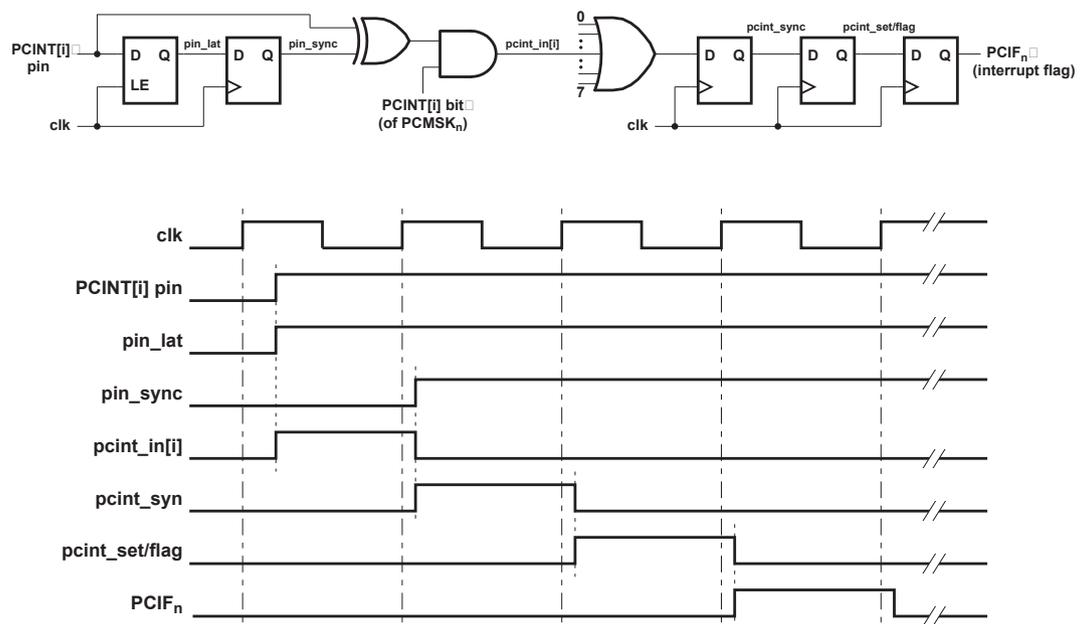 PCINT[i]
pin
D Q
LE
pin_lat
D Q
pin_sync
clk
PCINT[i] bit
(of PCMSKn)
pcint_in[i]
0
7
clk
D Q
pcint_sync
D Q
pcint_set/flag
D Q
PCIFn
(interrupt flag)
clk
PCINT[i] pin
pin_lat
pin_sync
pcint_in[i]
pcint_syn
pcint_set/flag
PCIFn